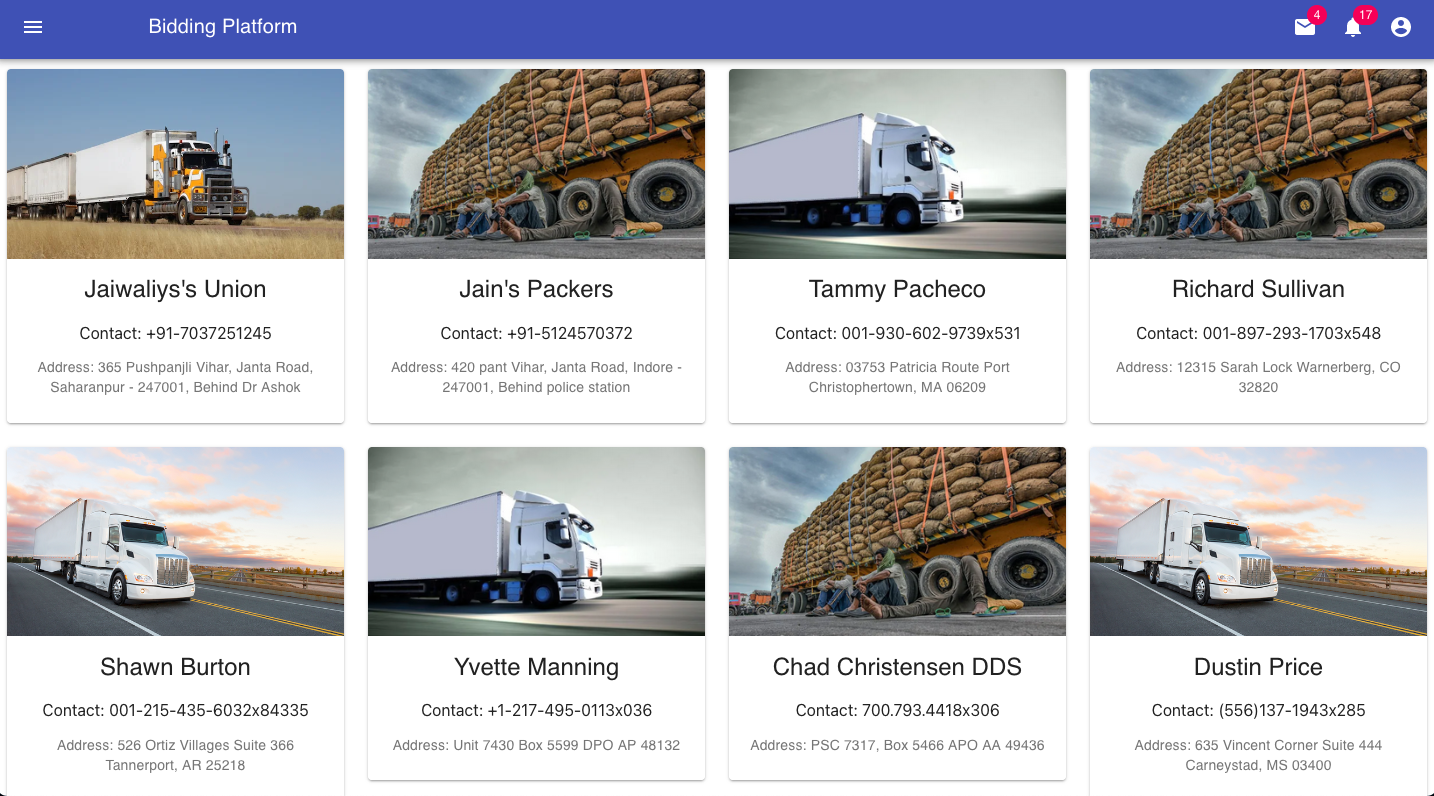 Bidding Platform
4
17
Jaiwaliys's Union
Contact: +91-7037251245
Address: 365 Pushpanjli Vihar, Janta Road,
Saharanpur - 247001, Behind Dr Ashok
Jain's Packers
Contact: +91-5124570372
Address: 420 pant Vihar, Janta Road, Indore -
247001, Behind police station
Tammy Pacheco
Contact: 001-930-602-9739x531
Address: 03753 Patricia Route Port
Christophertown, MA 06209
Richard Sullivan
Contact: 001-897-293-1703x548
Address: 12315 Sarah Lock Warnerberg, CO
32820
Shawn Burton
Contact: 001-215-435-6032x84335
Address: 526 Ortiz Villages Suite 366
Tannerport, AR 25218
Yvette Manning
Contact: +1-217-495-0113x036
Address: Unit 7430 Box 5599 DPO AP 48132
Chad Christensen DDS
Contact: 700.793.4418x306
Address: PSC 7317, Box 5466 APO AA 49436
Dustin Price
Contact: (556)137-1943x285
Address: 635 Vincent Corner Suite 444
Carneystad, MS 03400